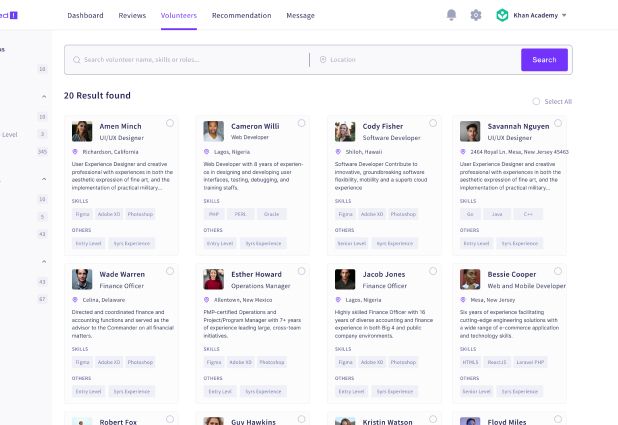 Dashboard Reviews Volunteers Recommendation Message Khan Academy
Search volunteer name, skills or roles... Location Search
20 Result found
Select All
10
10
Level 3
345
10
5
43
43
67
Amen Minch
UI/UX Designer
Richardson, California
User Experience Designer and creative
professional with experiences in both the
aesthetic expression of fine art, and the
implementation of practical military...
SKILLS
Figma Adobe XD Photoshop
OTHERS
Entry Level 5yrs Experience
Cameron Willi
Web Developer
Lagos, Nigeria
Web Developer with 8 years of experien-
ce in designing and developing user
interfaces, testing, debugging, and
training staffs.
SKILLS
PHP PERL Oracle
OTHERS
Entry Level 5yrs Experience
Cody Fisher
Software Developer
Shiloh, Hawaii
Software Developer Contribute to
innovative, groundbreaking software
flexibility, mobility and a superb cloud
experience
SKILLS
Figma Adobe XD Photoshop
OTHERS
Senior Level 5yrs Experience
Savannah Nguyen
UI/UX Designer
2464 Royal Ln. Mesa, New Jersey 45463
User Experience Designer and creative
professional with experiences in both the
aesthetic expression of fine art, and the
implementation of practical military...
SKILLS
Go Java C++
OTHERS
Entry Level 5yrs Experience
Wade Warren
Finance Officer
Celina, Delaware
Directed and coordinated finance and
accounting functions and served as the
advisor to the Commander on all financial
matters.
SKILLS
Figma Adobe XD Photoshop
OTHERS
Entry Level 5yrs Experience
Esther Howard
Operations Manager
Allentown, New Mexico
PMP-certified Operations and
Project/Program Manager with 7+ years
of experience leading large, cross-team
initiatives.
SKILLS
Figma Adobe XD Photoshop
OTHERS
Entry Levl 5yrs Experience
Jacob Jones
Finance Officer
Lagos, Nigeria
Highly skilled Finance Officer with 16
years of diverse accounting and finance
experience in both Big 4 and public
company environments.
SKILLS
Figma Adobe XD Photoshop
OTHERS
Entry Level 5yrs Experience
Bessie Cooper
Web and Mobile Developer
Mesa, New Jersey
Six years of experience facilitating
cutting-edge engineering solutions with
a wide range of e-commerce application
and technology skills.
SKILLS
HTML5 ReactJS Laravel PHP
OTHERS
Senior Level 5yrs Experience
Robert Fox
Guy Hawkins
Kristin Watson
Floyd Miles